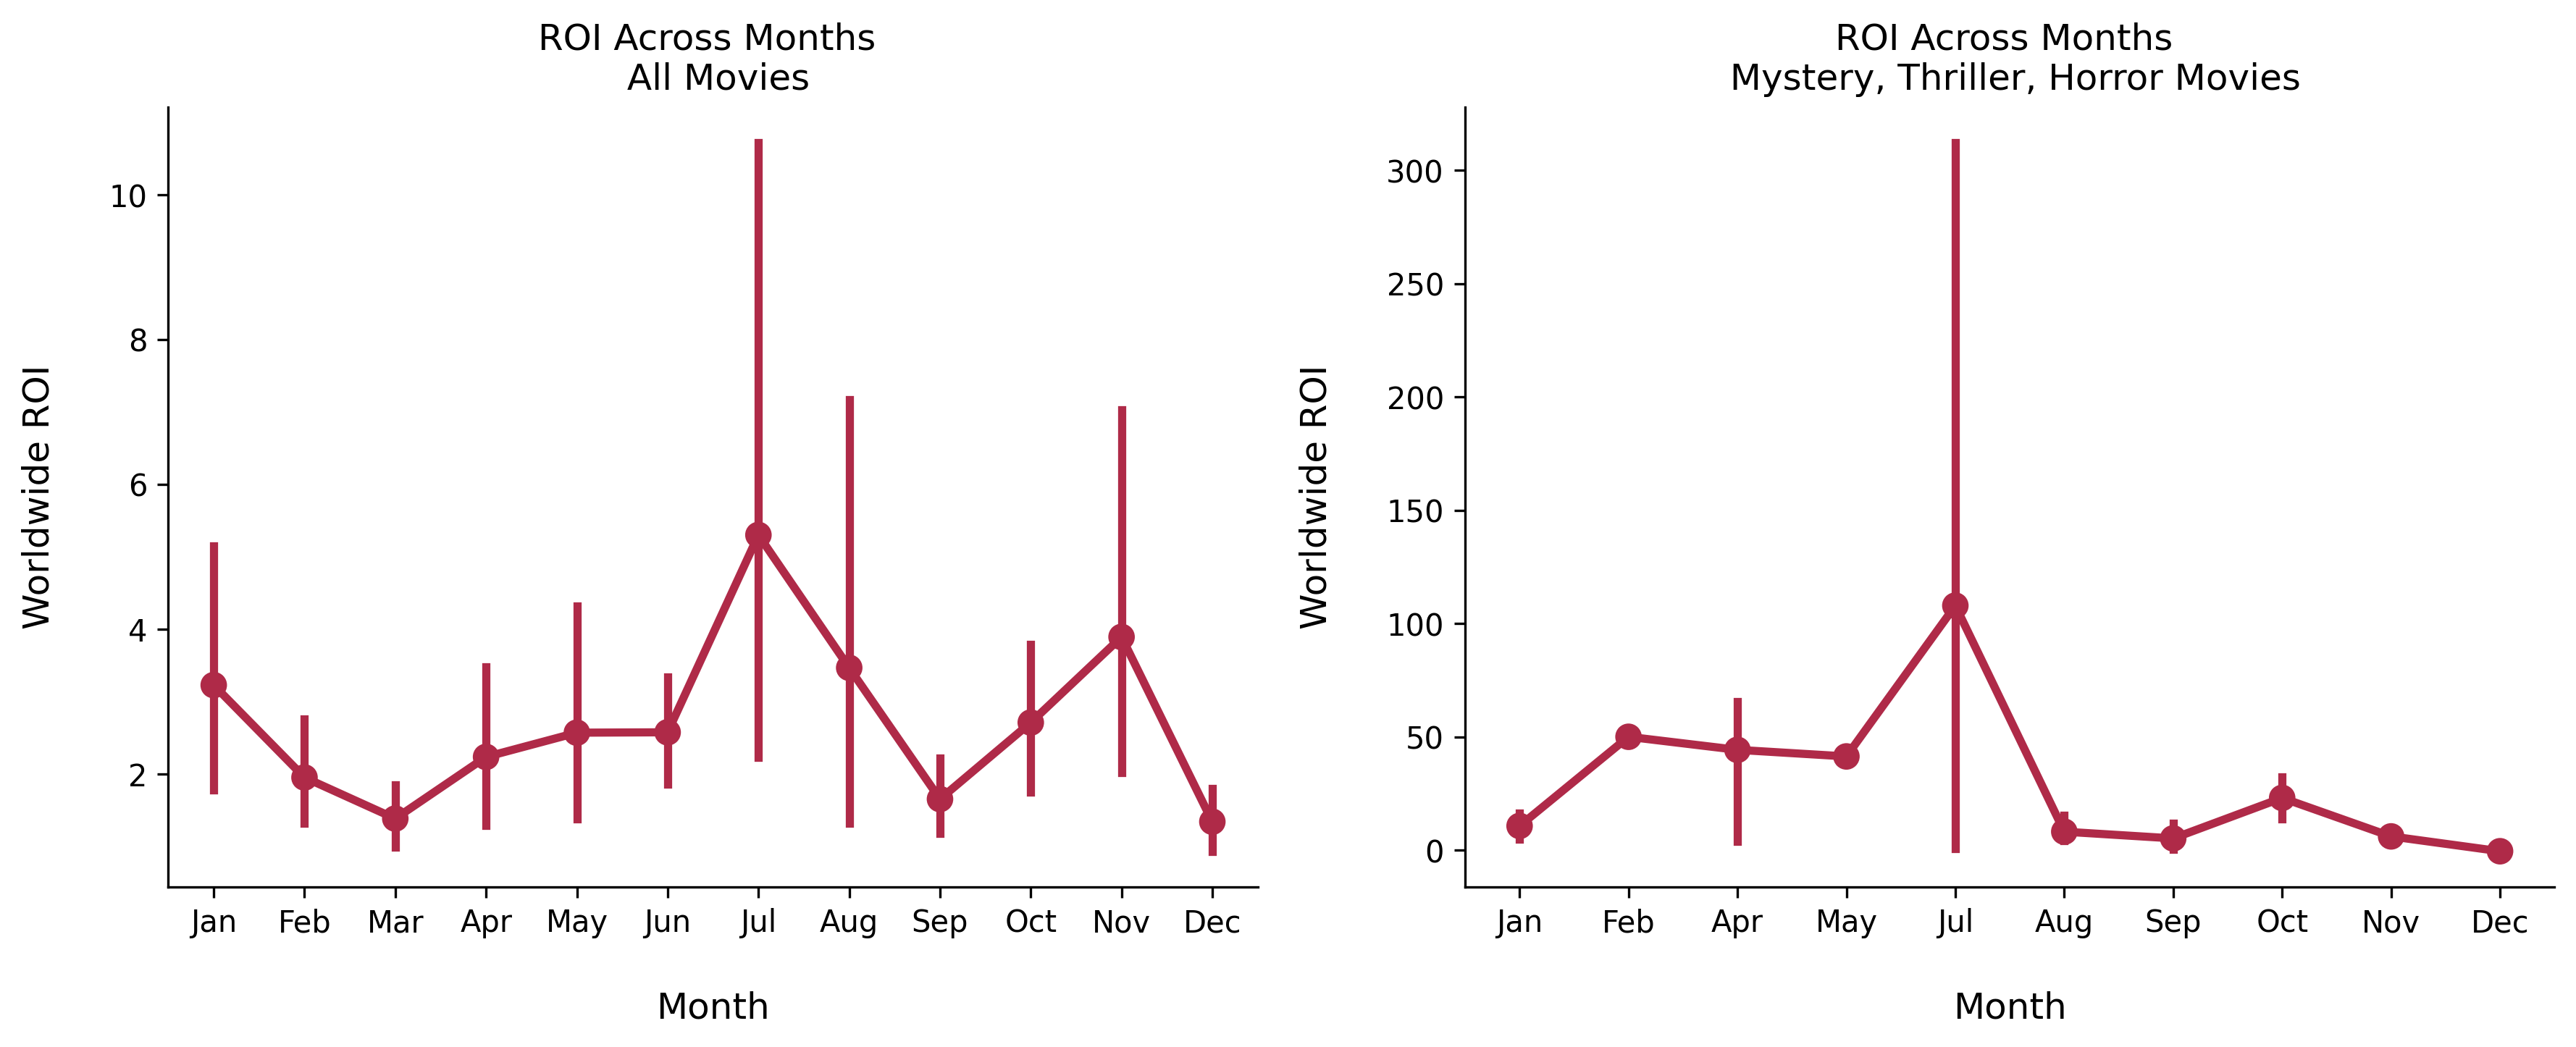 ROI Across Months
All Movies
Worldwide ROI
10
8
6
4
2
Jan Feb Mar Apr May Jun Jul Aug Sep Oct Nov Dec
Month
ROI Across Months
Mystery, Thriller, Horror Movies
Worldwide ROI
300
250
200
150
100
50
0
Jan Feb Apr May Jul Aug Sep Oct Nov Dec
Month